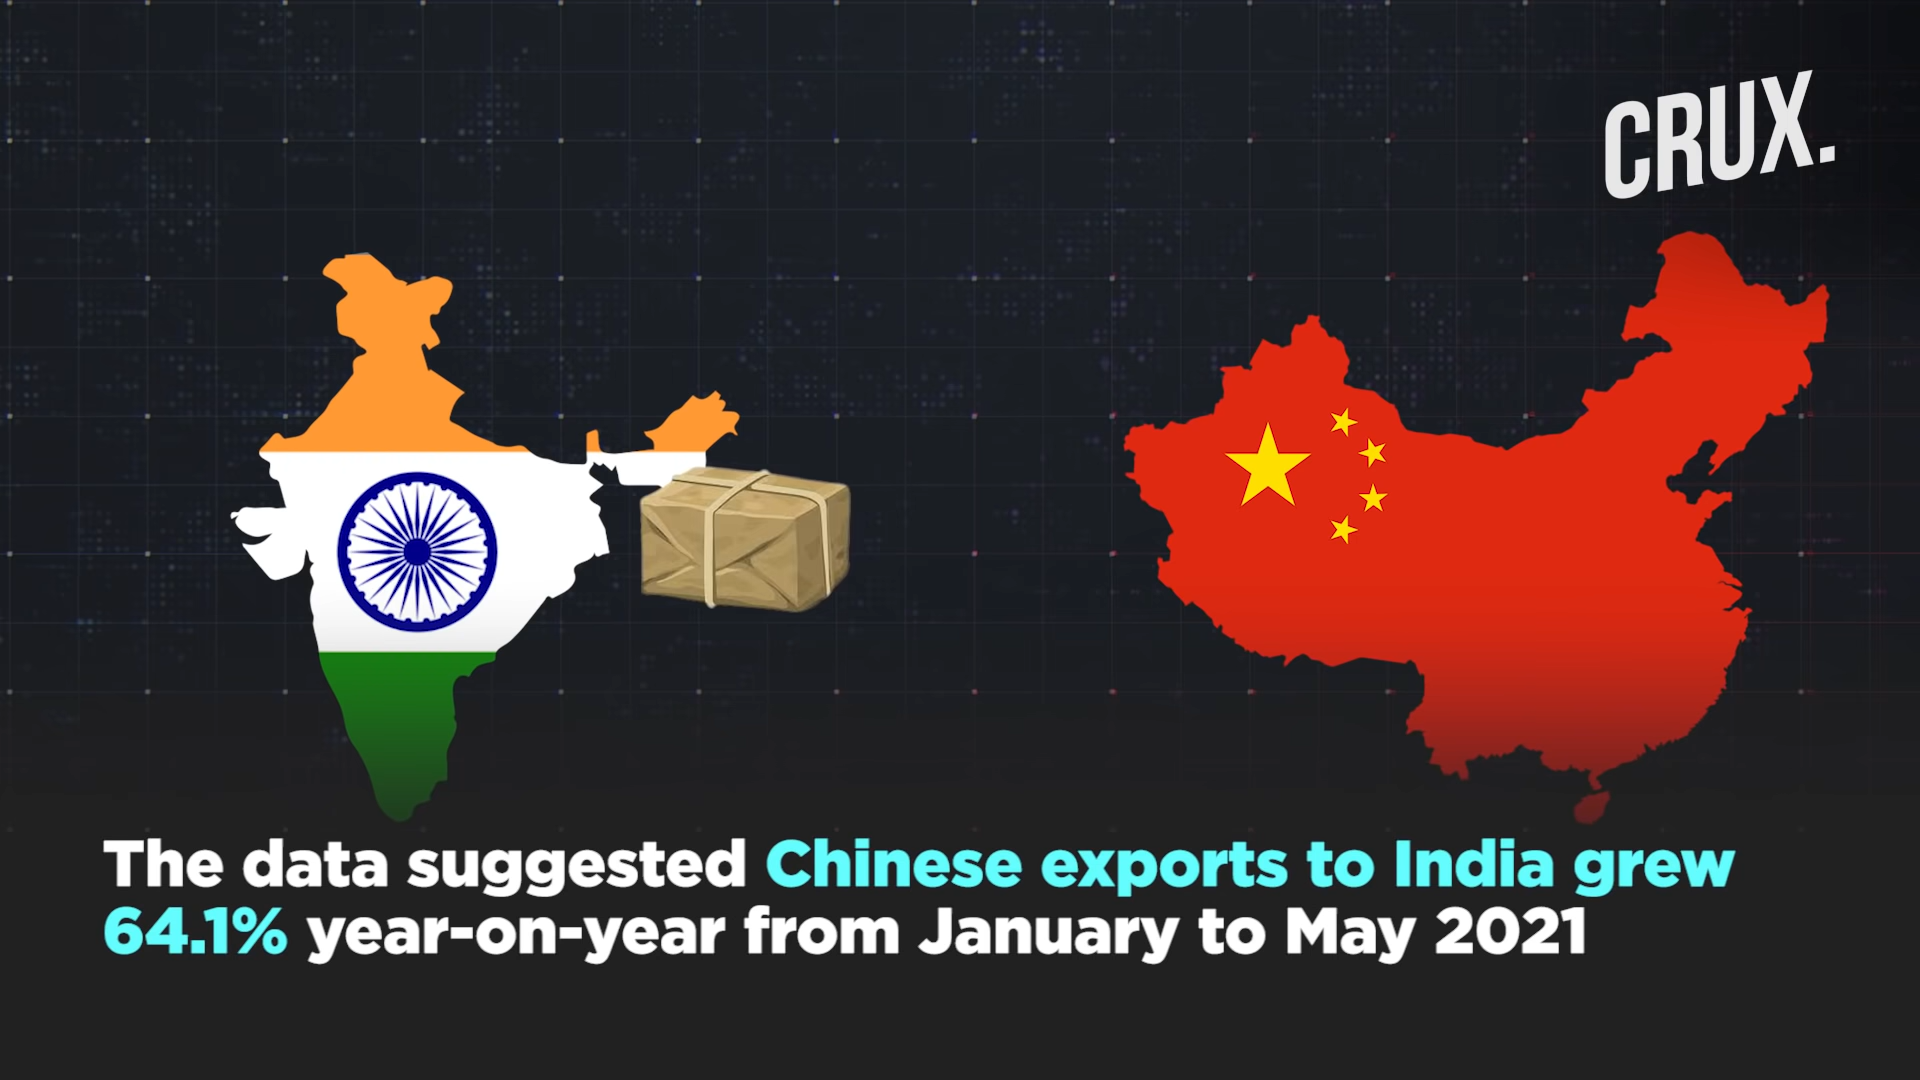 CRUX.
The data suggested Chinese exports to India grew
64.1% year-on-year from January to May 2021